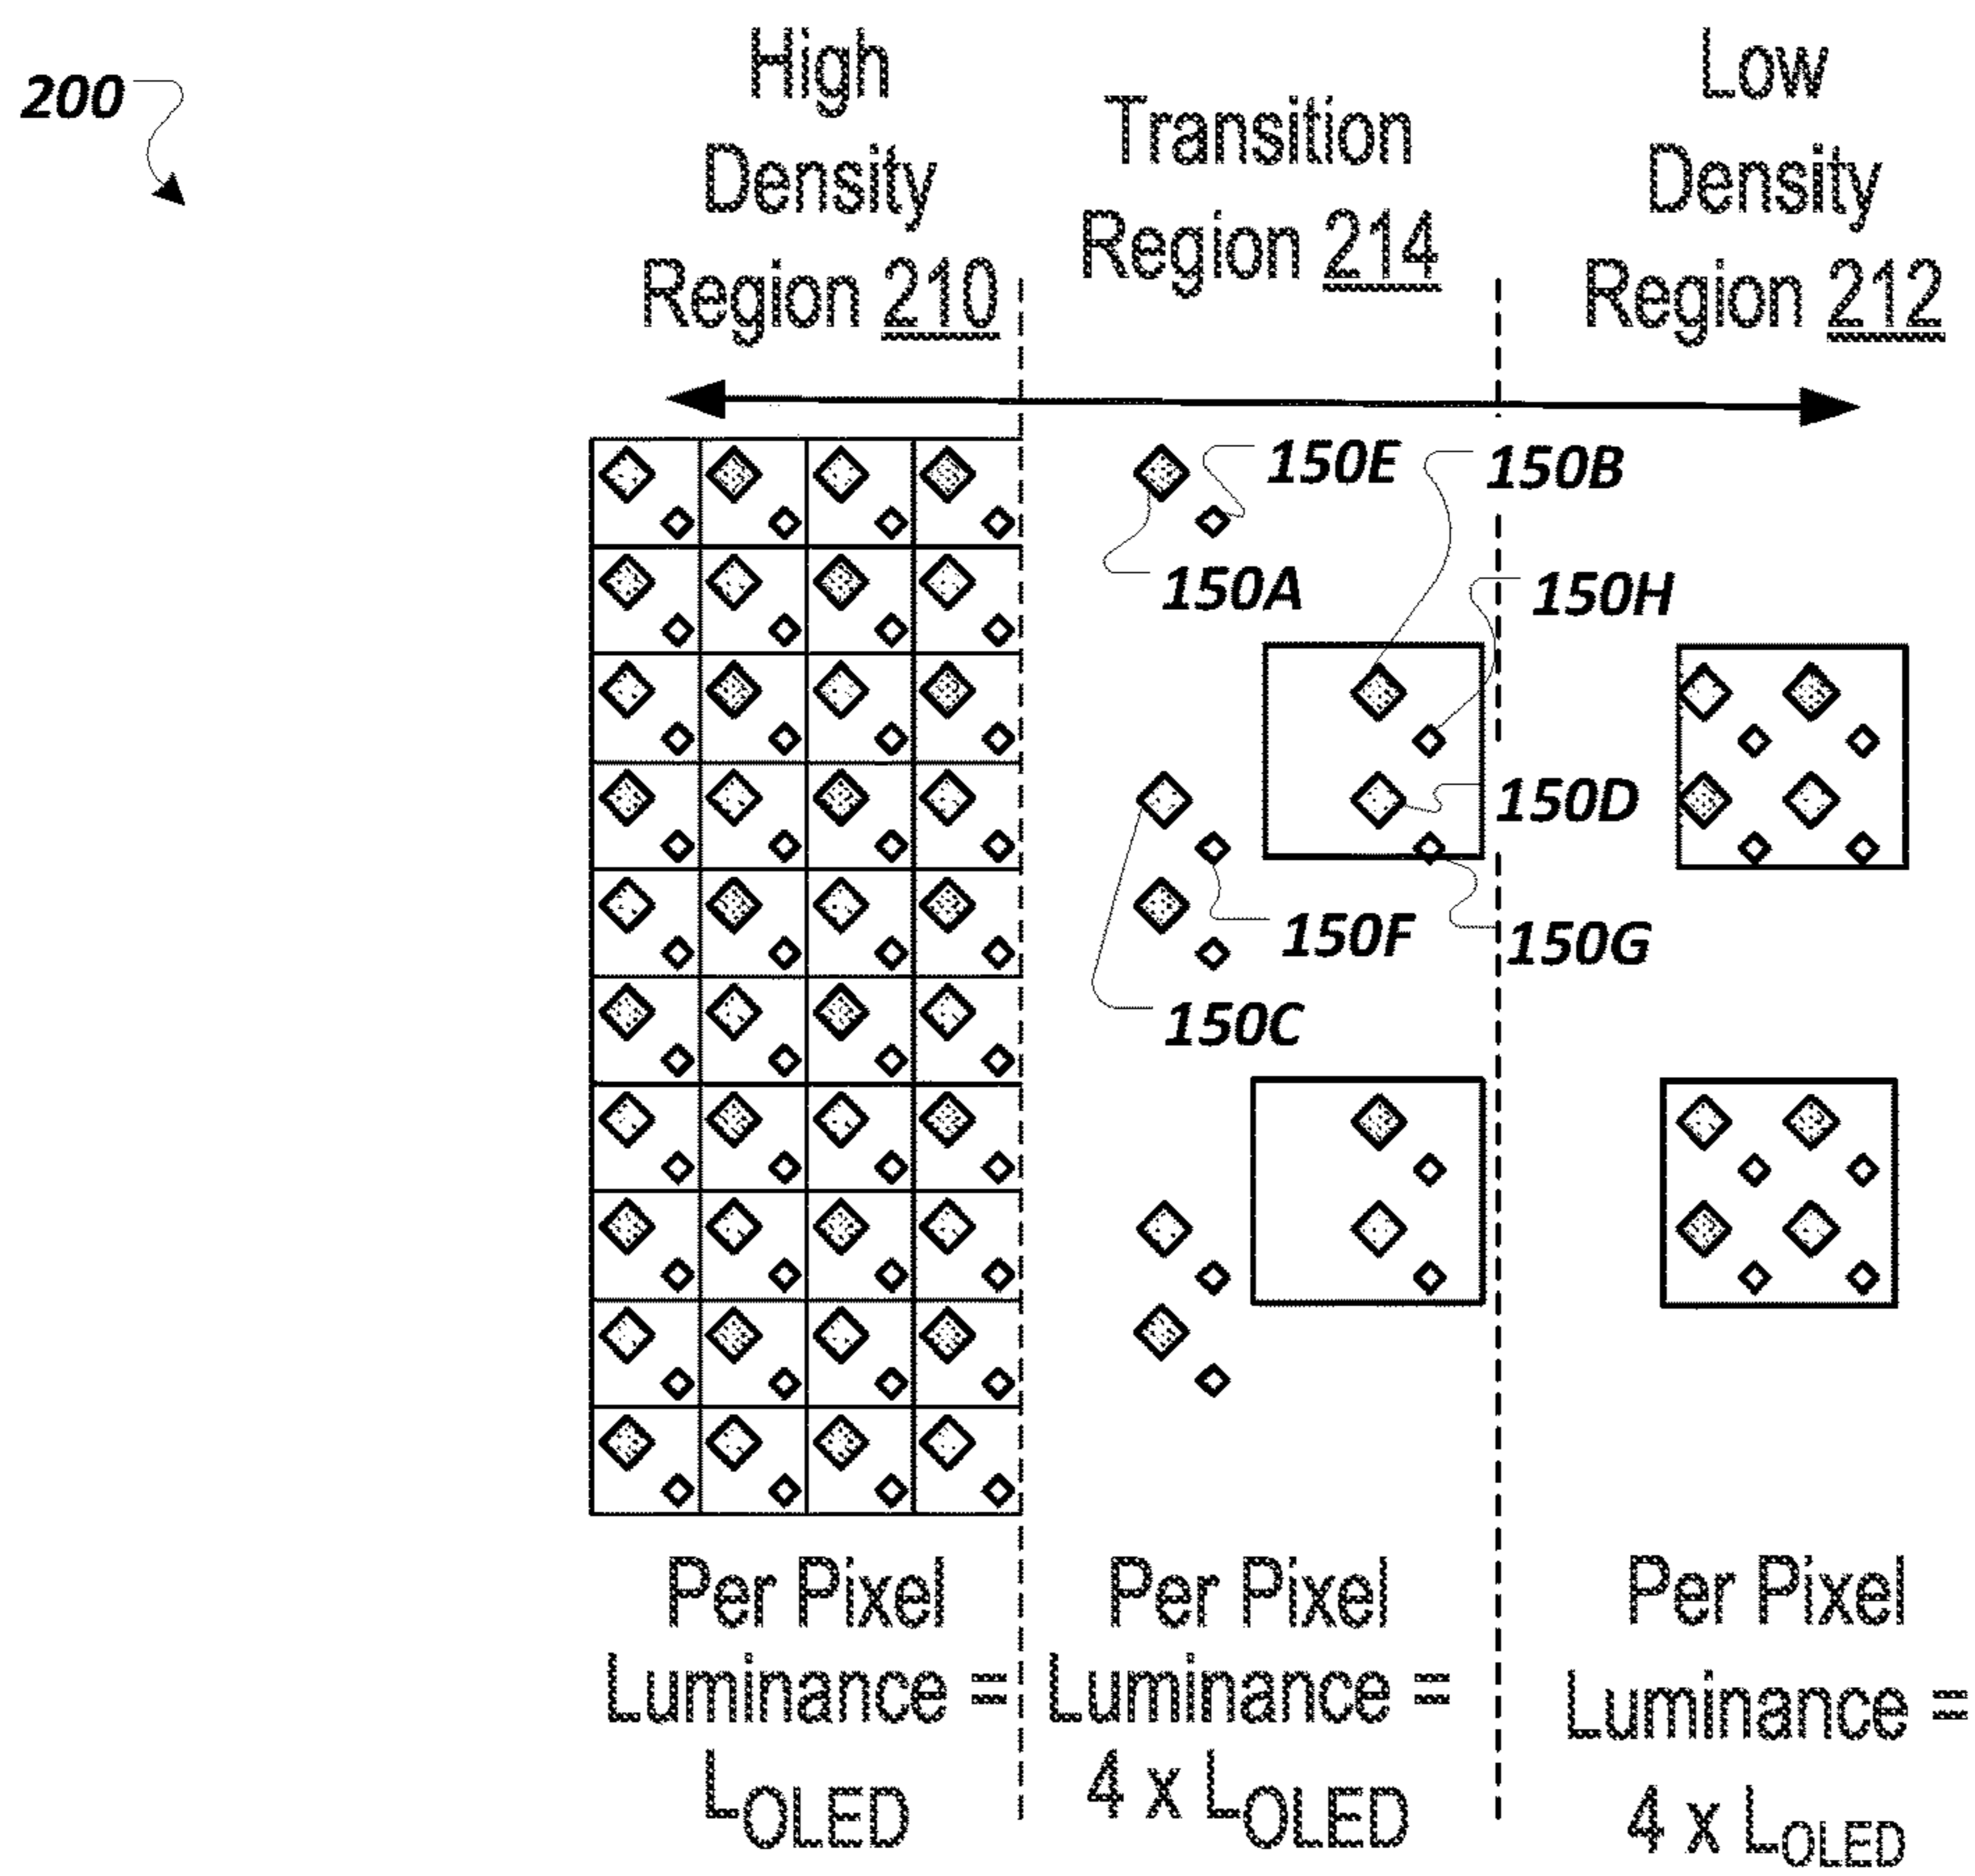 200
High
Density
Region 210
Transition
Region 214
Low
Density
Region 212
150E
150B
150A
150H
150D
150F
150G
150C
Per Pixel
Luminance =
LOLED
Per Pixel
Luminance =
4 x LOLED
Per Pixel
Luminance =
4 x LOLED